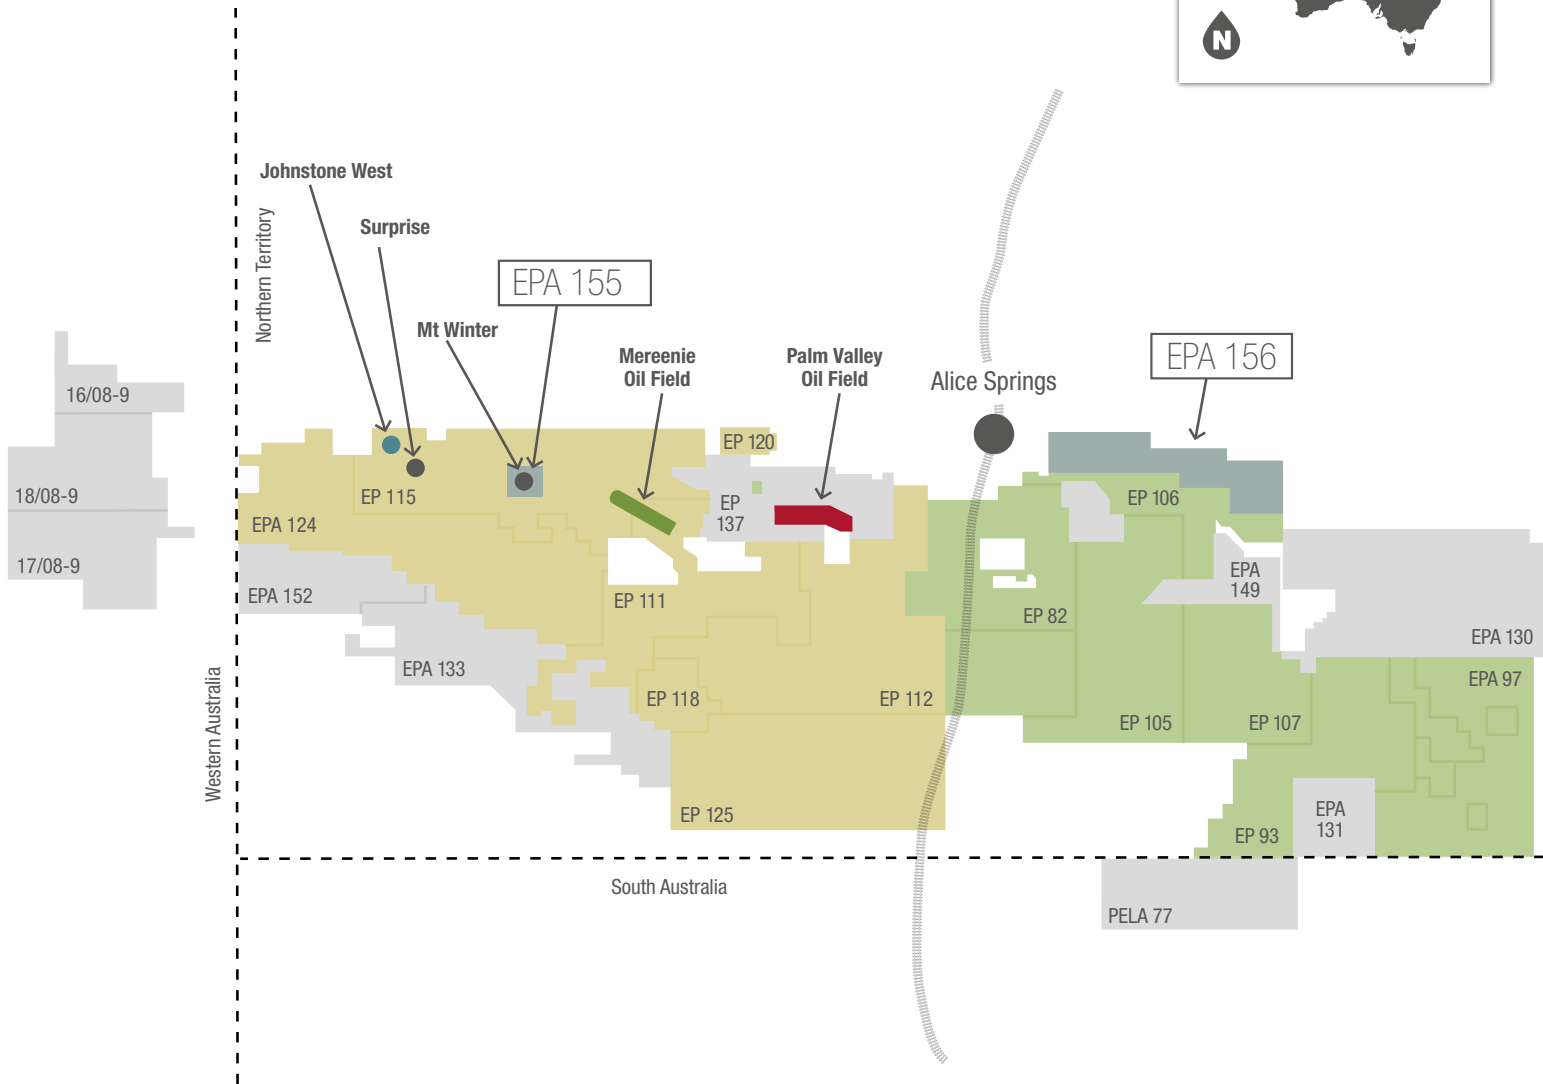 N
Johnstone West
Surprise
Northern Territory
EPA 155
Mt Winter
Mereenie
Oil Field
Palm Valley
Oil Field
Alice Springs
EPA 156
16/08-9
18/08-9
17/08-9
EP 120
EP 115
EP
137
EP 106
EPA 124
EPA 152
EPA
149
EP 111
EP 82
EPA 130
EPA 133
EPA 97
EP 118
EP 112
EP 105
EP 107
Western Australia
EP 125
EP 93
EPA
131
South Australia
PELA 77